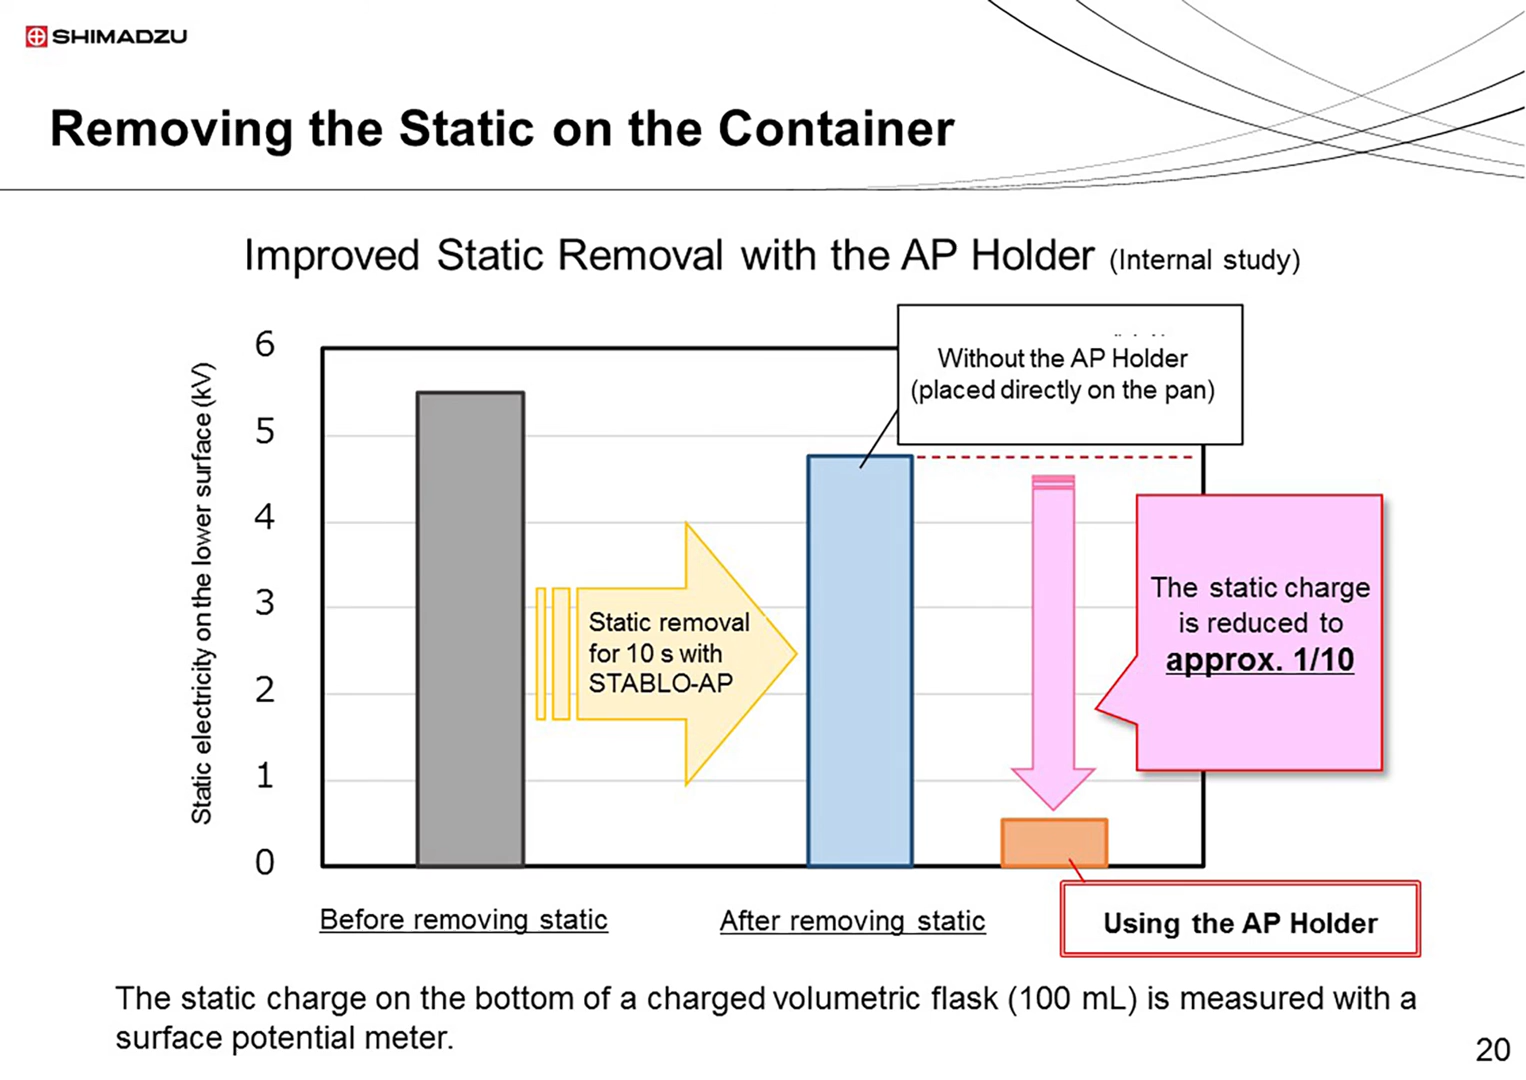 SHIMADZU
Removing the Static on the Container
Improved Static Removal with the AP Holder (Internal study)
Static electricity on the lower surface (kV)
6
5
4
3
2
1
0
Without the AP Holder
(placed directly on the pan)
Static removal
for 10 s with
STABLO-AP
The static charge
is reduced to
approx. 1/10
Before removing static
After removing static
Using the AP Holder
The static charge on the bottom of a charged volumetric flask (100 mL) is measured with a
surface potential meter.
20